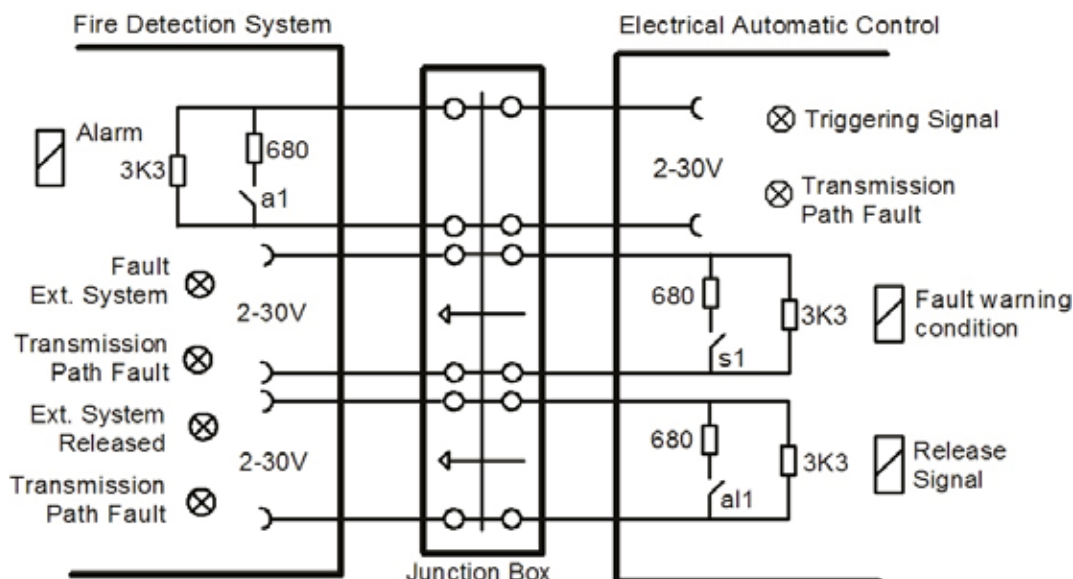 Fire Detection System
Electrical Automatic Control
Alarm
3K3
680
a1
2-30V
Triggering Signal
Transmission
Path Fault
Fault
Ext. System
2-30V
Transmission
Path Fault
680
s1
3K3
Fault warning
condition
Ext. System
Released
2-30V
Transmission
Path Fault
680
al1
3K3
Release
Signal
Junction Box